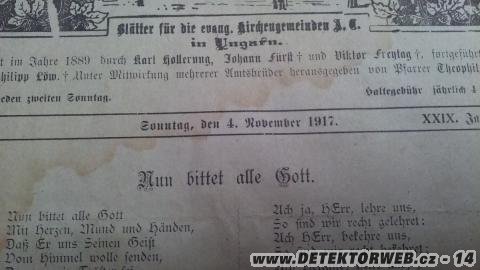 Blätter für die evang. Kirchengemeinden A. C.
in Ungarn.
im Jahre 1889 durch Karl Hollerung, Johann Fürst † und Viktor Freytag †, fortgeführt
Philipp Löw. † Unter Mitwirkung mehrerer Amtsbrüder herausgegeben von Pfarrer Theophil
eden zweiten Sonntag.
Haltegebühr jährlich 4
Sonntag, den 4. November 1917.
XXIX. Ja
Nun bittet alle Gott.
Nun bittet alle Gott
Mit Herzen, Mund und Händen,
Daß Er uns Seinen Geist
Vom Himmel wolle senden,
Ach ja, HErr, lehre uns,
So sind wir recht gelehret:
Ach HErr, bekehre uns,
WWW.DETEKTORWEB.cz - 14